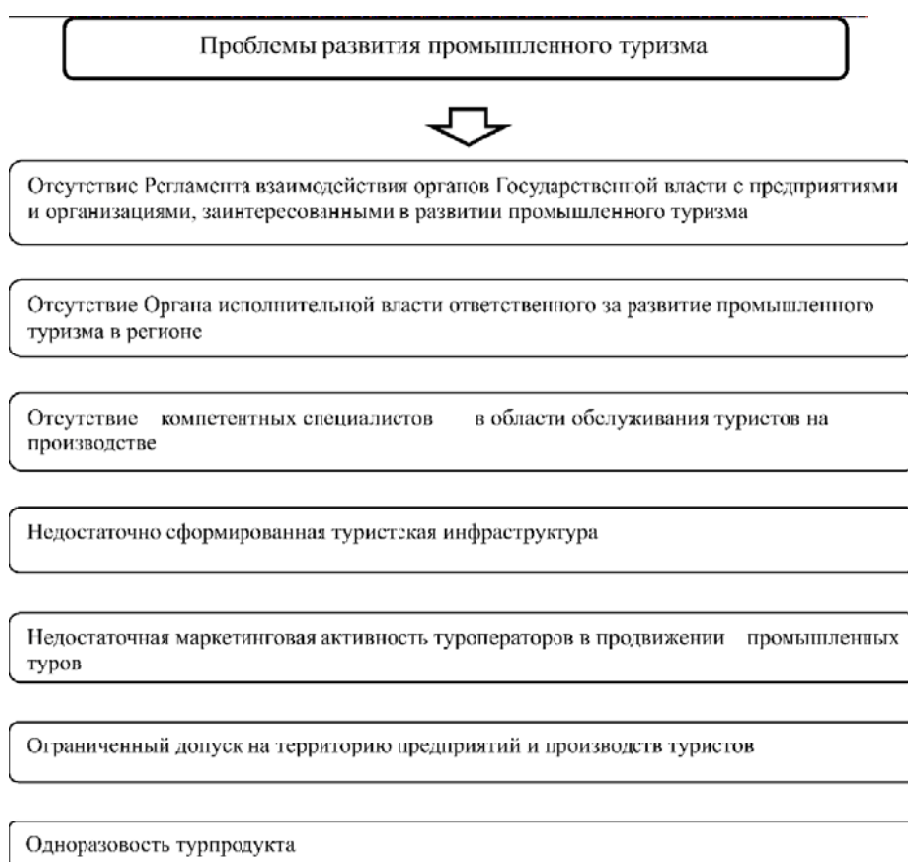 Проблемы развития промышленного туризма
Отсутствие Регламента взаимодействия органов Государственной власти с предприятиями
и организациями, заинтересованными в развитии промышленного туризма
Отсутствие Органа исполнительной власти ответственного за развитие промышленного
туризма в регионе
Отсутствие компетентных специалистов в области обслуживания туристов на
производстве
Недостаточно сформированная туристская инфраструктура
Недостаточная маркетинговая активность туроператоров в продвижении промышленных
туров
Ограниченный допуск на территорию предприятий и производств туристов
Одноразовость турпродукта